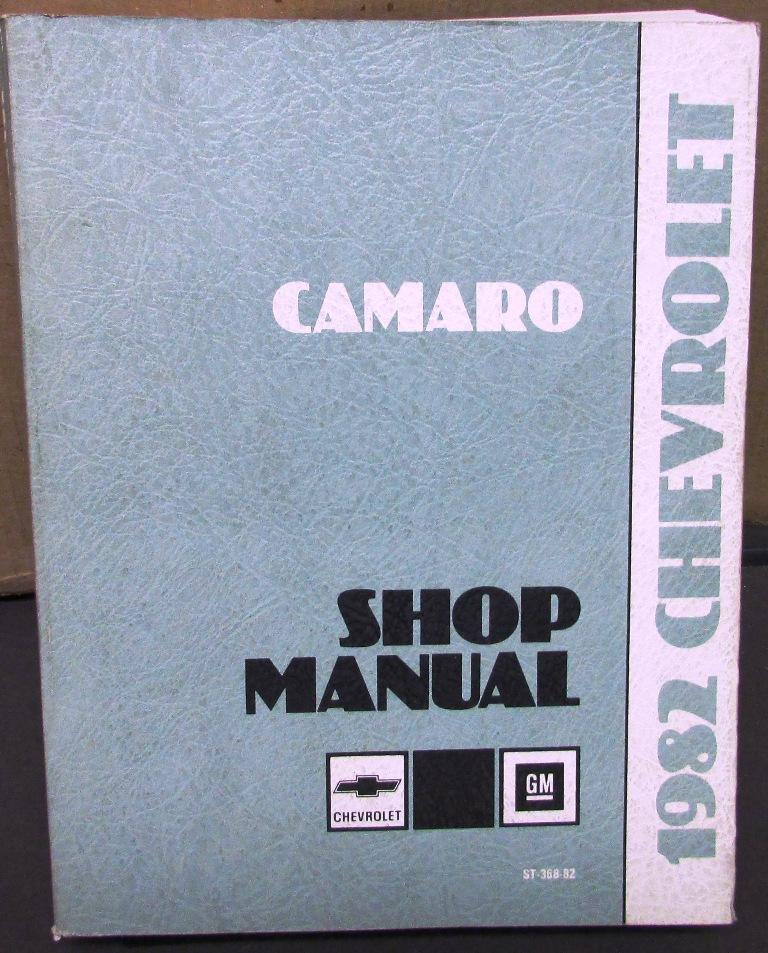 CAMARO
SHOP
MANUAL
CHEVROLET
GM
ST-368-82
1982 CHEVROLET